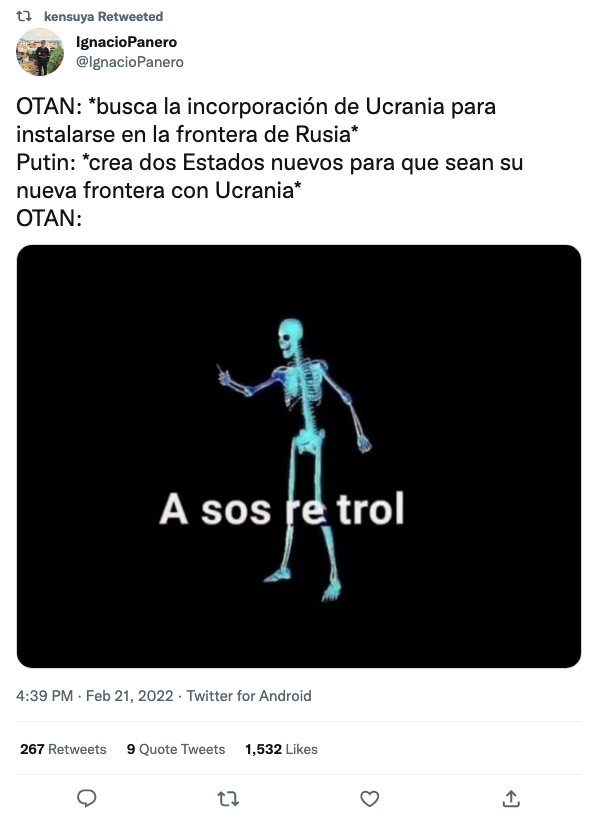 kensuya Retweeted
IgnacioPanero
@IgnacioPanero
OTAN: *busca la incorporación de Ucrania para
instalarse en la frontera de Rusia*
Putin: *crea dos Estados nuevos para que sean su
nueva frontera con Ucrania*
OTAN:
A sos re trol
4:39 PM · Feb 21, 2022 · Twitter for Android
267 Retweets 9 Quote Tweets 1,532 Likes